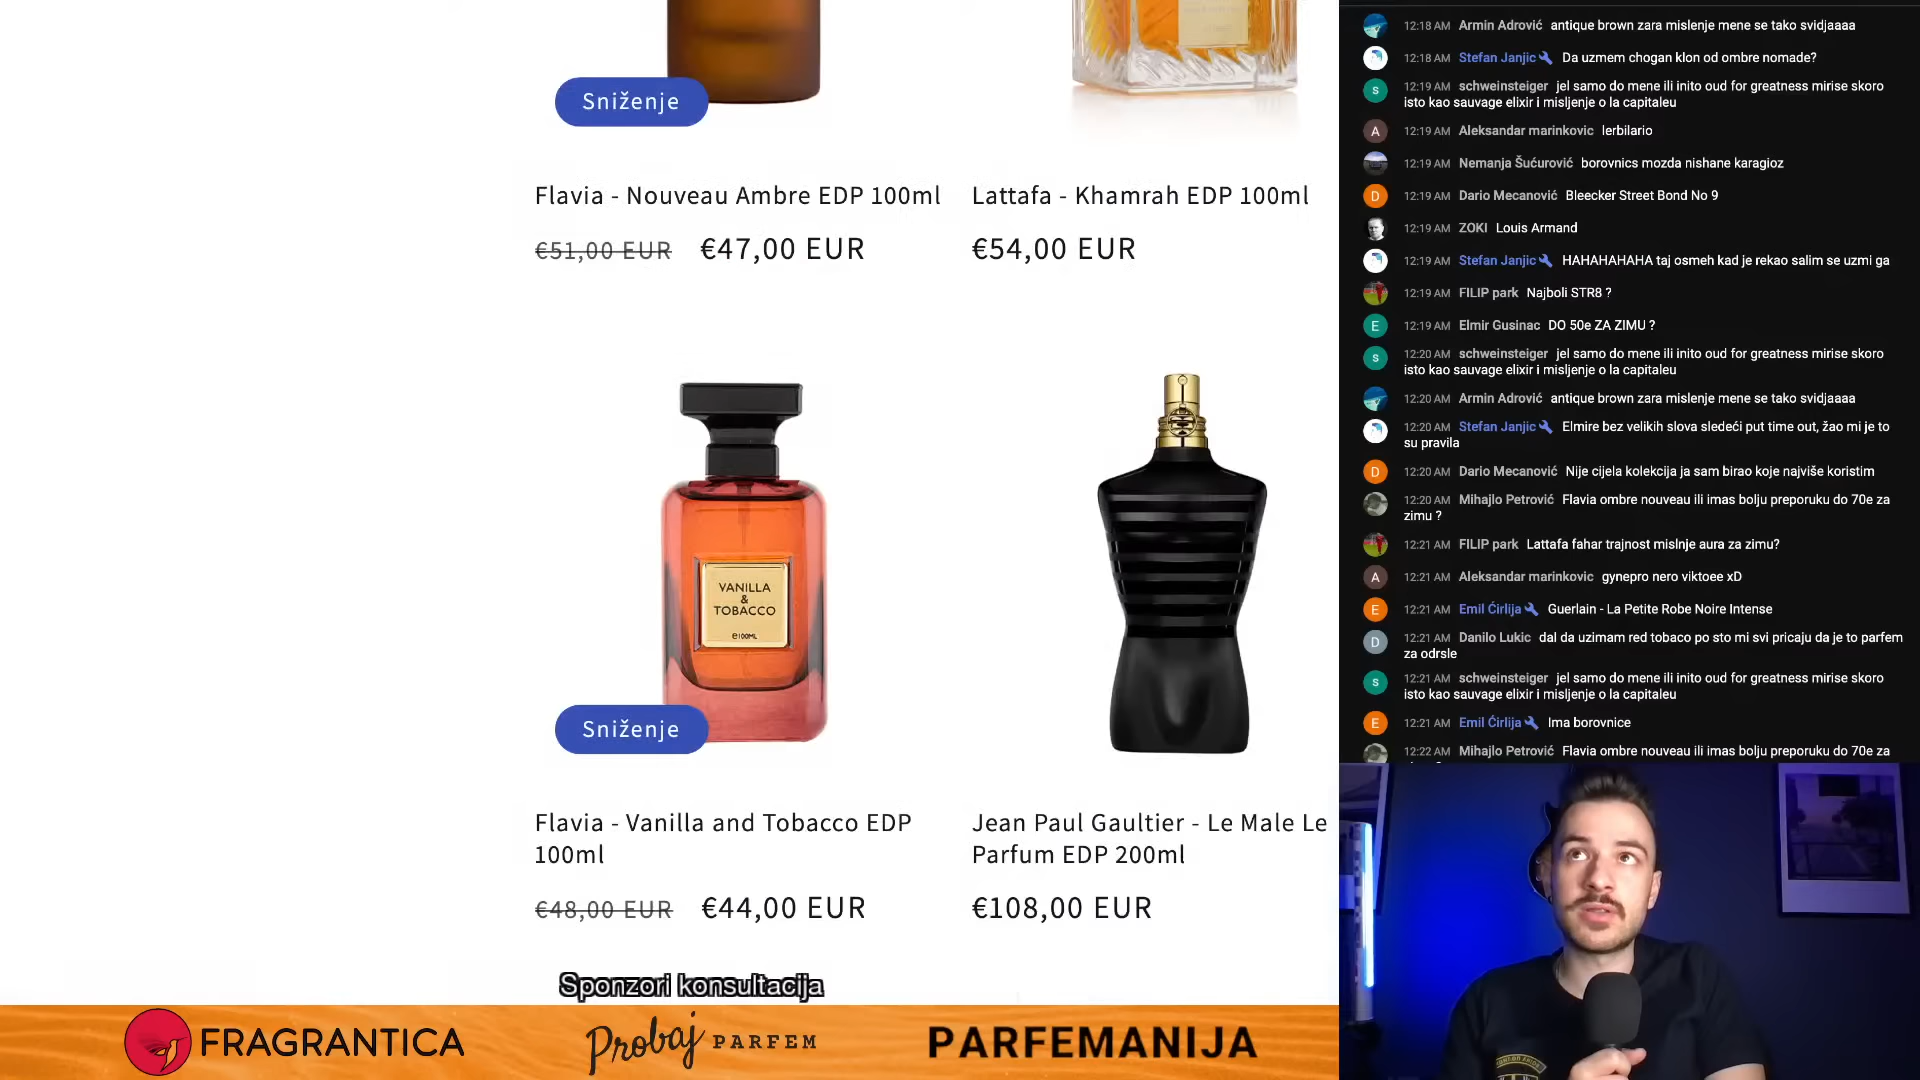 Sniženje
Flavia - Nouveau Ambre EDP 100ml
€51,00 EUR €47,00 EUR
Lattafa - Khamrah EDP 100ml
€54,00 EUR
VANILLA
&
TOBACCO
℮100ML
Sniženje
Flavia - Vanilla and Tobacco EDP
100ml
€48,00 EUR €44,00 EUR
Jean Paul Gaultier - Le Male Le
Parfum EDP 200ml
€108,00 EUR
Sponzori konsultacija
FRAGRANTICA
Probaj PARFEM
PARFEMANIJA
12:18 AM Armin Adrović antique brown zara mislenje mene se tako svidjaaaa
12:18 AM Stefan Janjic Da uzmem chogan klon od ombre nomade?
S 12:19 AM schweinsteiger jel samo do mene ili inito oud for greatness mirise skoro
isto kao sauvage elixir i misljenje o la capitaleu
A 12:19 AM Aleksandar marinkovic lerbilario
12:19 AM Nemanja Šućurović borovnics mozda nishane karagioz
D 12:19 AM Dario Mecanović Bleecker Street Bond No 9
12:19 AM ZOKI Louis Armand
12:19 AM Stefan Janjic HAHAHAHAHA taj osmeh kad je rekao salim se uzmi ga
12:19 AM FILIP park Najboli STR8 ?
E 12:19 AM Elmir Gusinac DO 50e ZA ZIMU ?
S 12:20 AM schweinsteiger jel samo do mene ili inito oud for greatness mirise skoro
isto kao sauvage elixir i misljenje o la capitaleu
12:20 AM Armin Adrović antique brown zara mislenje mene se tako svidjaaaa
12:20 AM Stefan Janjic Elmire bez velikih slova sledeći put time out, žao mi je to
su pravila
D 12:20 AM Dario Mecanović Nije cijela kolekcija ja sam birao koje najviše koristim
12:20 AM Mihajlo Petrović Flavia ombre nouveau ili imas bolju preporuku do 70e za
zimu ?
12:21 AM FILIP park Lattafa fahar trajnost mislnje aura za zimu?
A 12:21 AM Aleksandar marinkovic gynepro nero viktoee xD
E 12:21 AM Emil Ćirlija Guerlain - La Petite Robe Noire Intense
D 12:21 AM Danilo Lukic dal da uzimam red tobaco po sto mi svi pricaju da je to parfem
za odrsle
S 12:21 AM schweinsteiger jel samo do mene ili inito oud for greatness mirise skoro
isto kao sauvage elixir i misljenje o la capitaleu
E 12:21 AM Emil Ćirlija Ima borovnice
12:22 AM Mihajlo Petrović Flavia ombre nouveau ili imas bolju preporuku do 70e za